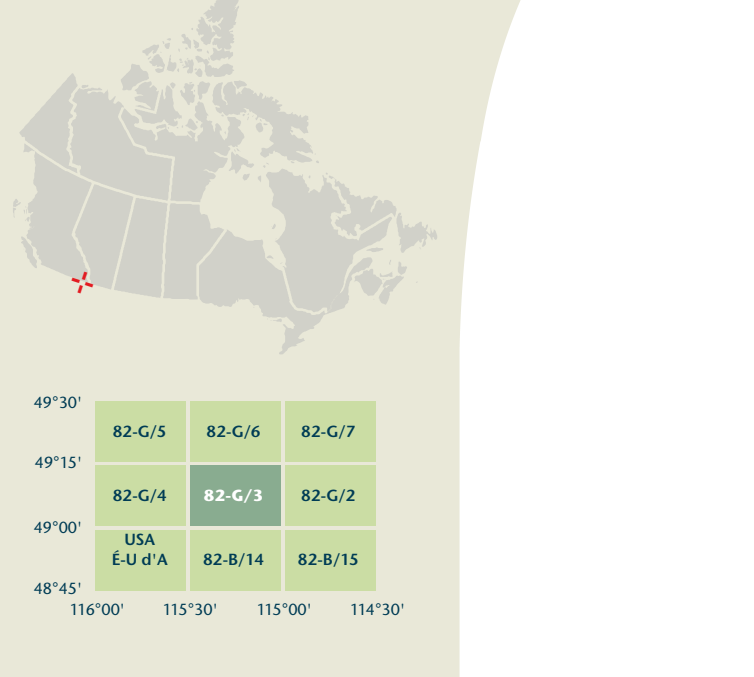 49°30'
82-G/5 82-G/6 82-G/7
49°15'
82-G/4 82-G/3 82-G/2
49°00'
USA
É-U d'A 82-B/14 82-B/15
48°45'
116°00' 115°30' 115°00' 114°30'